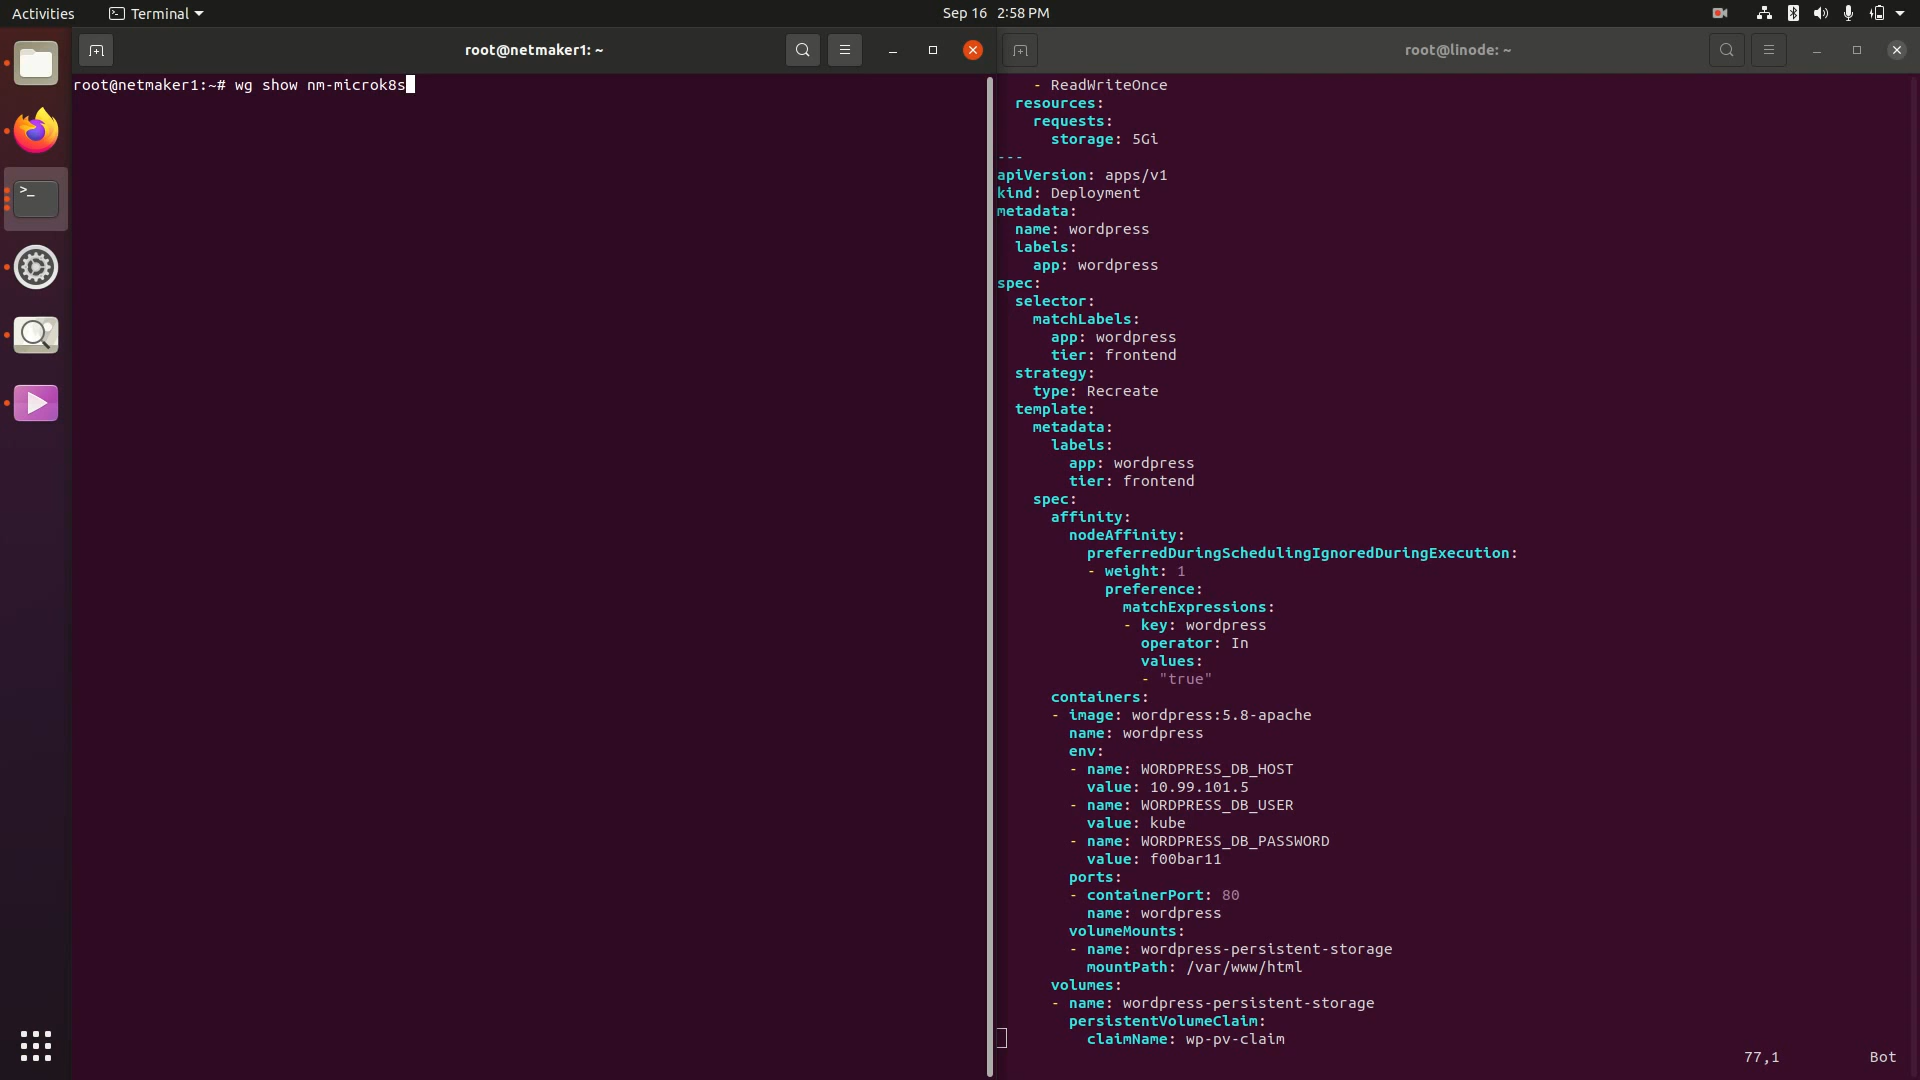 Activities
Terminal
Sep 16 2:58 PM
root@netmaker1: ~
root@netmaker1:~# wg show nm-microk8s
root@linode: ~
- ReadWriteOnce
resources:
requests:
storage: 5Gi
---
apiVersion: apps/v1
kind: Deployment
metadata:
name: wordpress
labels:
app: wordpress
spec:
selector:
matchLabels:
app: wordpress
tier: frontend
strategy:
type: Recreate
template:
metadata:
labels:
app: wordpress
tier: frontend
spec:
affinity:
nodeAffinity:
preferredDuringSchedulingIgnoredDuringExecution:
- weight: 1
preference:
matchExpressions:
- key: wordpress
operator: In
values:
- "true"
containers:
- image: wordpress:5.8-apache
name: wordpress
env:
- name: WORDPRESS_DB_HOST
value: 10.99.101.5
- name: WORDPRESS_DB_USER
value: kube
- name: WORDPRESS_DB_PASSWORD
value: f00bar11
ports:
- containerPort: 80
name: wordpress
volumeMounts:
- name: wordpress-persistent-storage
mountPath: /var/www/html
volumes:
- name: wordpress-persistent-storage
persistentVolumeClaim:
claimName: wp-pv-claim
77,1 Bot